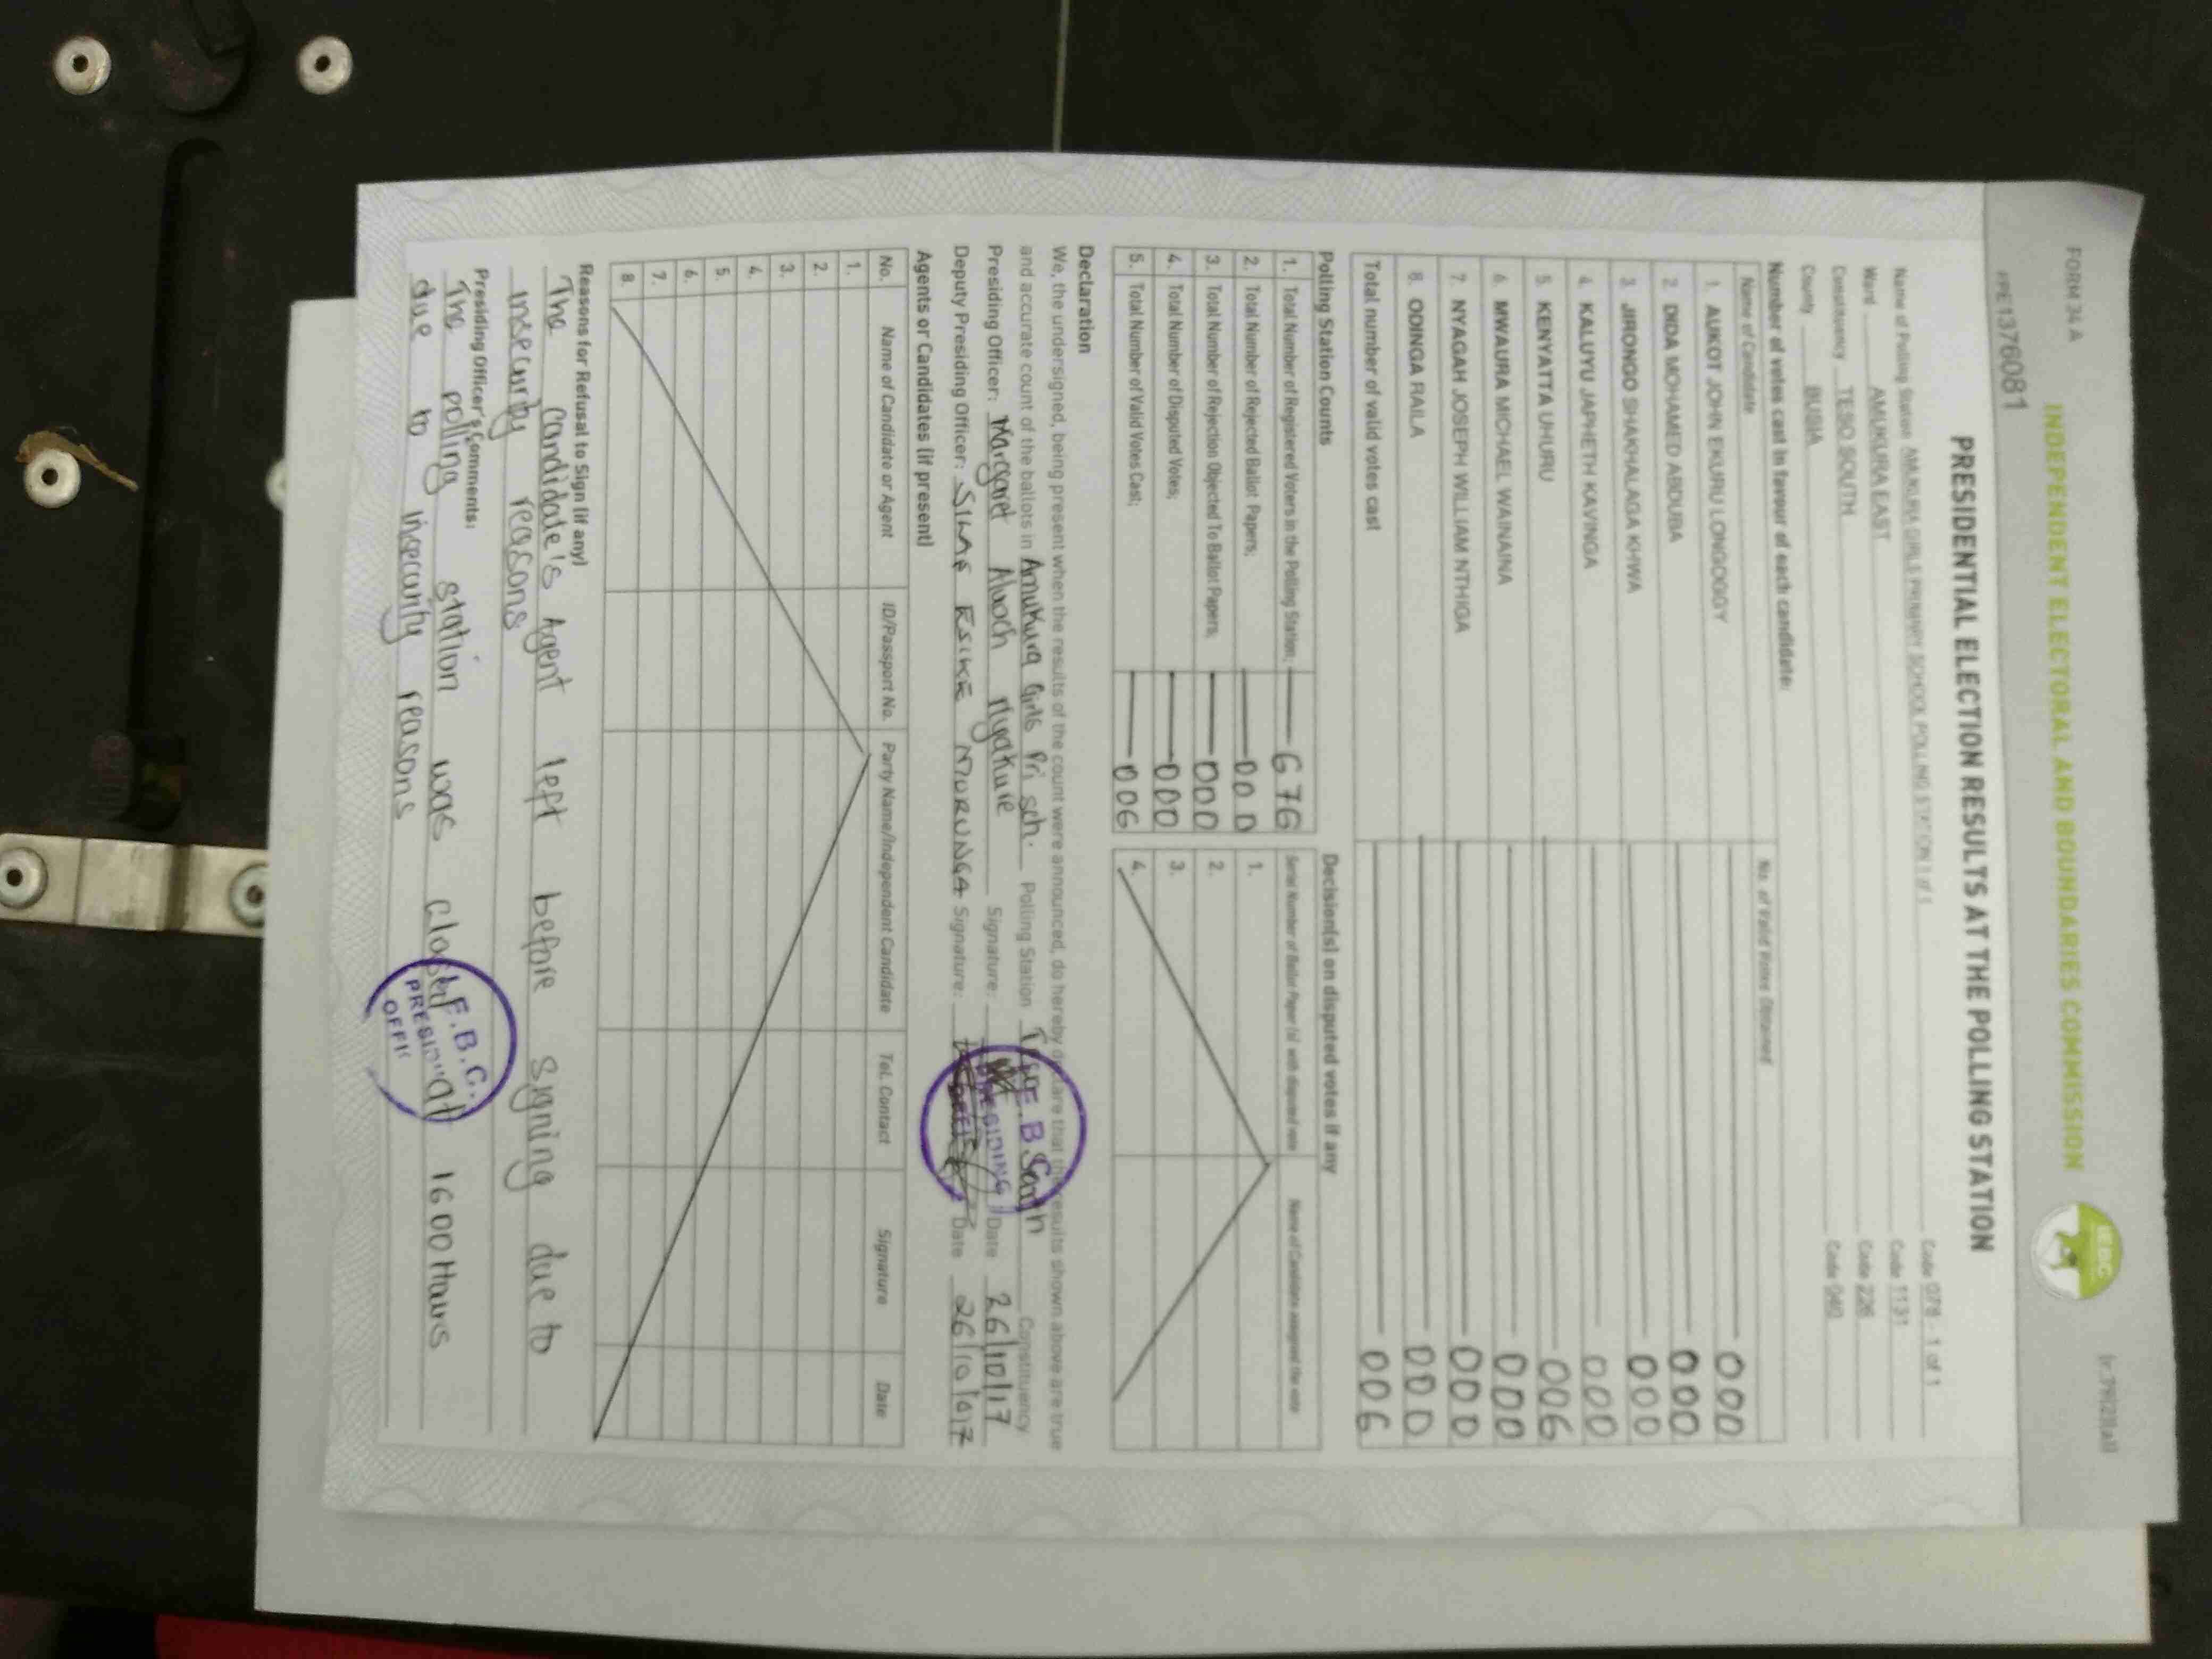 FORM 34 A
INDEPENDENT ELECTORAL AND BOUNDARIES COMMISSION
IEBC
PRE1376081
PRESIDENTIAL ELECTION RESULTS AT THE POLLING STATION
Name of Polling Station AMUKURA GIRLS PRIMARY SCHOOL POLLING STATION 1 of 1 Code 078 - 1 of 1
Ward AMUKURA EAST Code 1131
Constituency TESO SOUTH Code 226
County BUSIA Code 040
Number of votes cast in favour of each candidate:
Name of Candidate No. of Valid Votes Obtained
1. AUKOT JOHN EKURU LONGOGGY 000
2. DIDA MOHAMED ABDUBA 000
3. JIRONGO SHAKHALAGA KHWA 000
4. KALUYU JAPHETH KAVINGA 000
5. KENYATTA UHURU 006
6. MWAURA MICHAEL WAINAINA 000
7. NYAGAH JOSEPH WILLIAM NTHIGA 000
8. ODINGA RAILA 000
Total number of valid votes cast 006
Polling Station Counts
1. Total Number of Registered Voters in the Polling Station; 676
2. Total Number of Rejected Ballot Papers; 000
3. Total Number of Rejection Objected To Ballot Papers; 000
4. Total Number of Disputed Votes; 000
5. Total Number of Valid Votes Cast; 006
Decision(s) on disputed votes if any
Serial Number of Ballot Paper (s) with disputed vote Name of Candidate assigned the vote
1.
2.
3.
4.
Declaration
We, the undersigned, being present when the results of the count were announced, do hereby declare that the results shown above are true
and accurate count of the ballots in Amukura Girls Pri sch. Polling Station Teso South Constituency
Presiding Officer: Margaret Aluoch Nyakure Signature: Date 26/10/17
Deputy Presiding Officer: Signature: Date 26/10/017
I.E.B.C.
PRESIDING
Agents or Candidates (if present)
No. Name of Candidate or Agent ID/Passport No. Party Name/Independent Candidate Tel. Contact Signature Date
1.
2.
3.
4.
5.
6.
7.
8.
Reasons for Refusal to Sign (if any)
The candidate's Agent left before signing due to
insecurity reasons
Presiding Officer's Comments:
The polling station was closed at 1600 Hours
due to insecurity reasons